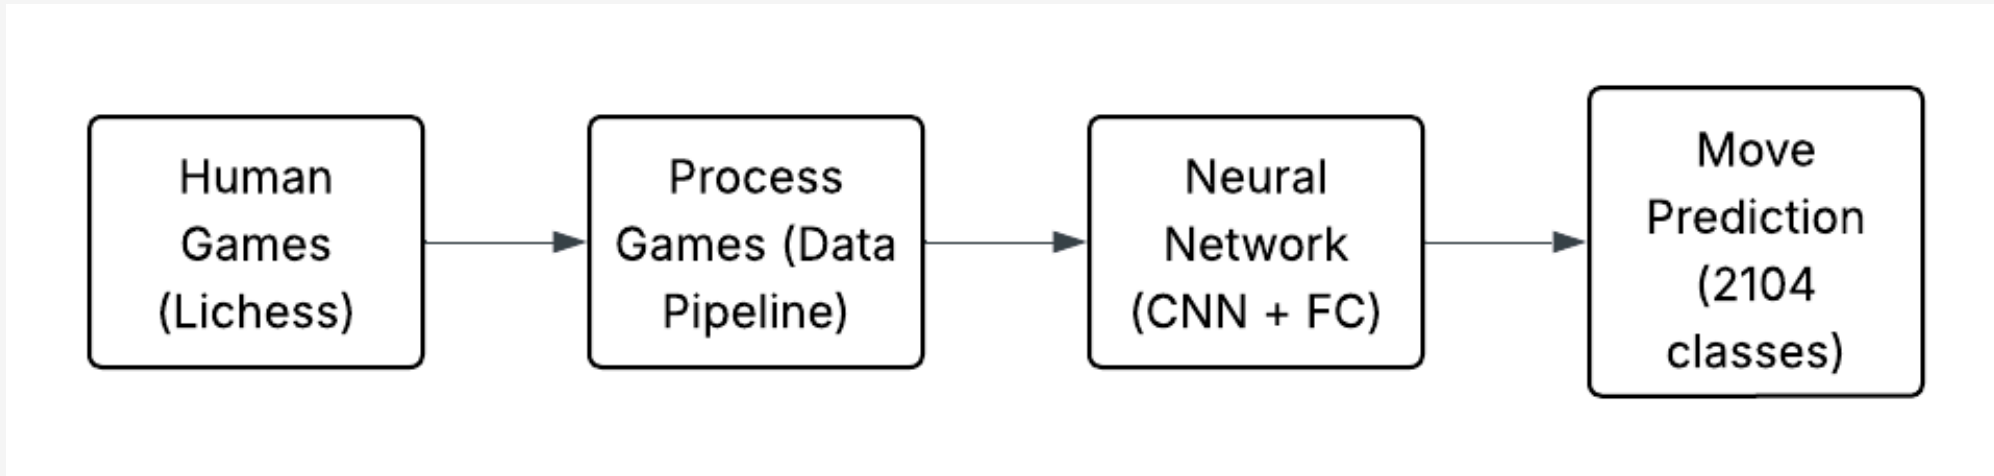 Human
Games
(Lichess)
Process
Games (Data
Pipeline)
Neural
Network
(CNN + FC)
Move
Prediction
(2104
classes)